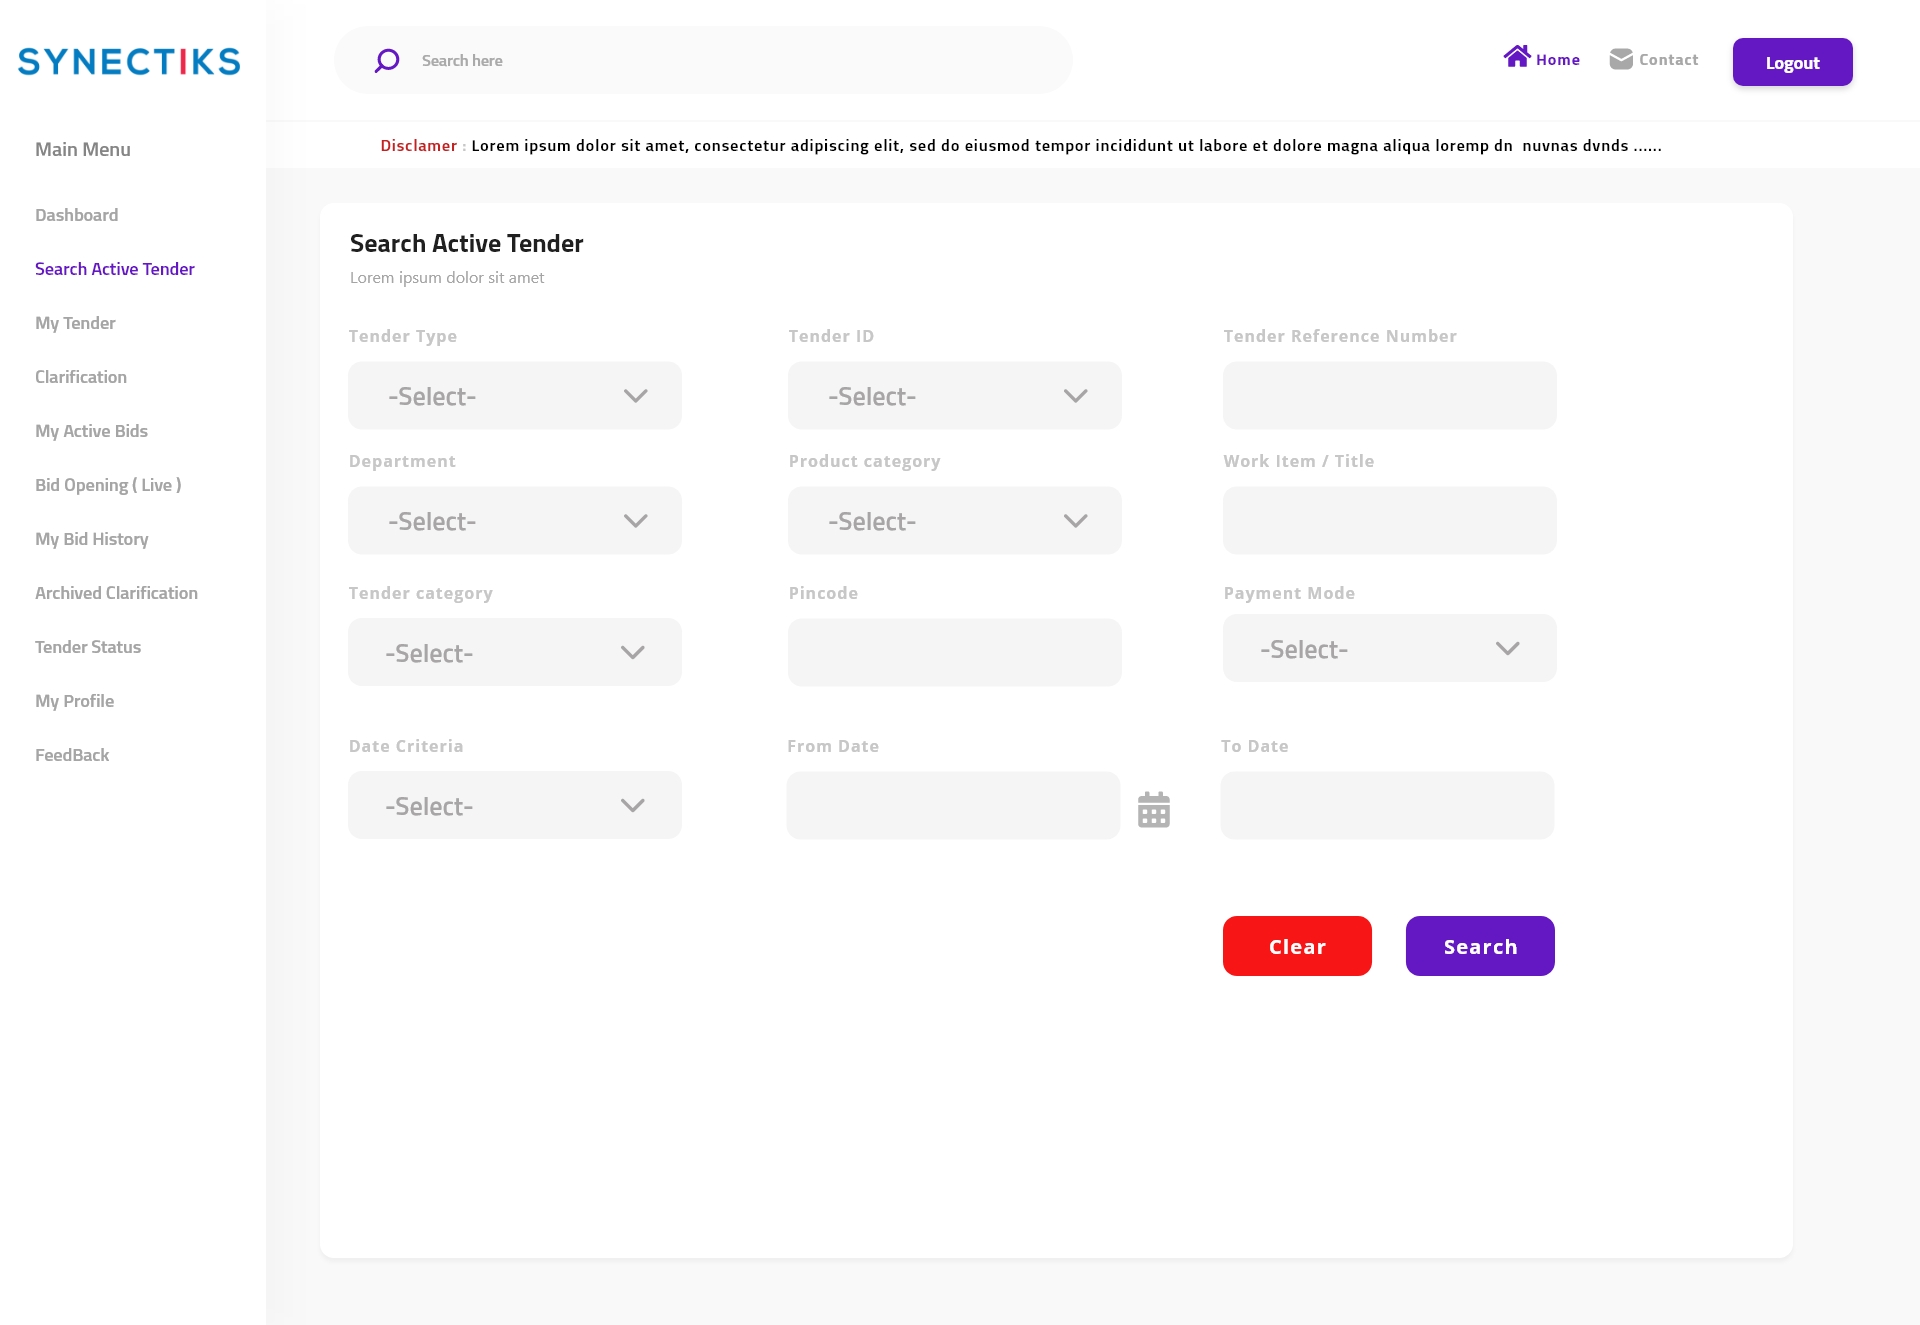 SYNECTIKS
Search here
Home
Contact
Logout
Disclamer : Lorem ipsum dolor sit amet, consectetur adipiscing elit, sed do eiusmod tempor incididunt ut labore et dolore magna aliqua loremp dn  nuvnas dvnds ......
Main Menu
Dashboard
Search Active Tender
My Tender
Clarification
My Active Bids
Bid Opening ( Live )
My Bid History
Archived Clarification
Tender Status
My Profile
FeedBack
Search Active Tender
Lorem ipsum dolor sit amet
Tender Type
Tender ID
Tender Reference Number
-Select-
-Select-
Department
Product category
Work Item / Title
-Select-
-Select-
Tender category
Pincode
Payment Mode
-Select-
-Select-
Date Criteria
From Date
To Date
-Select-
Clear
Search